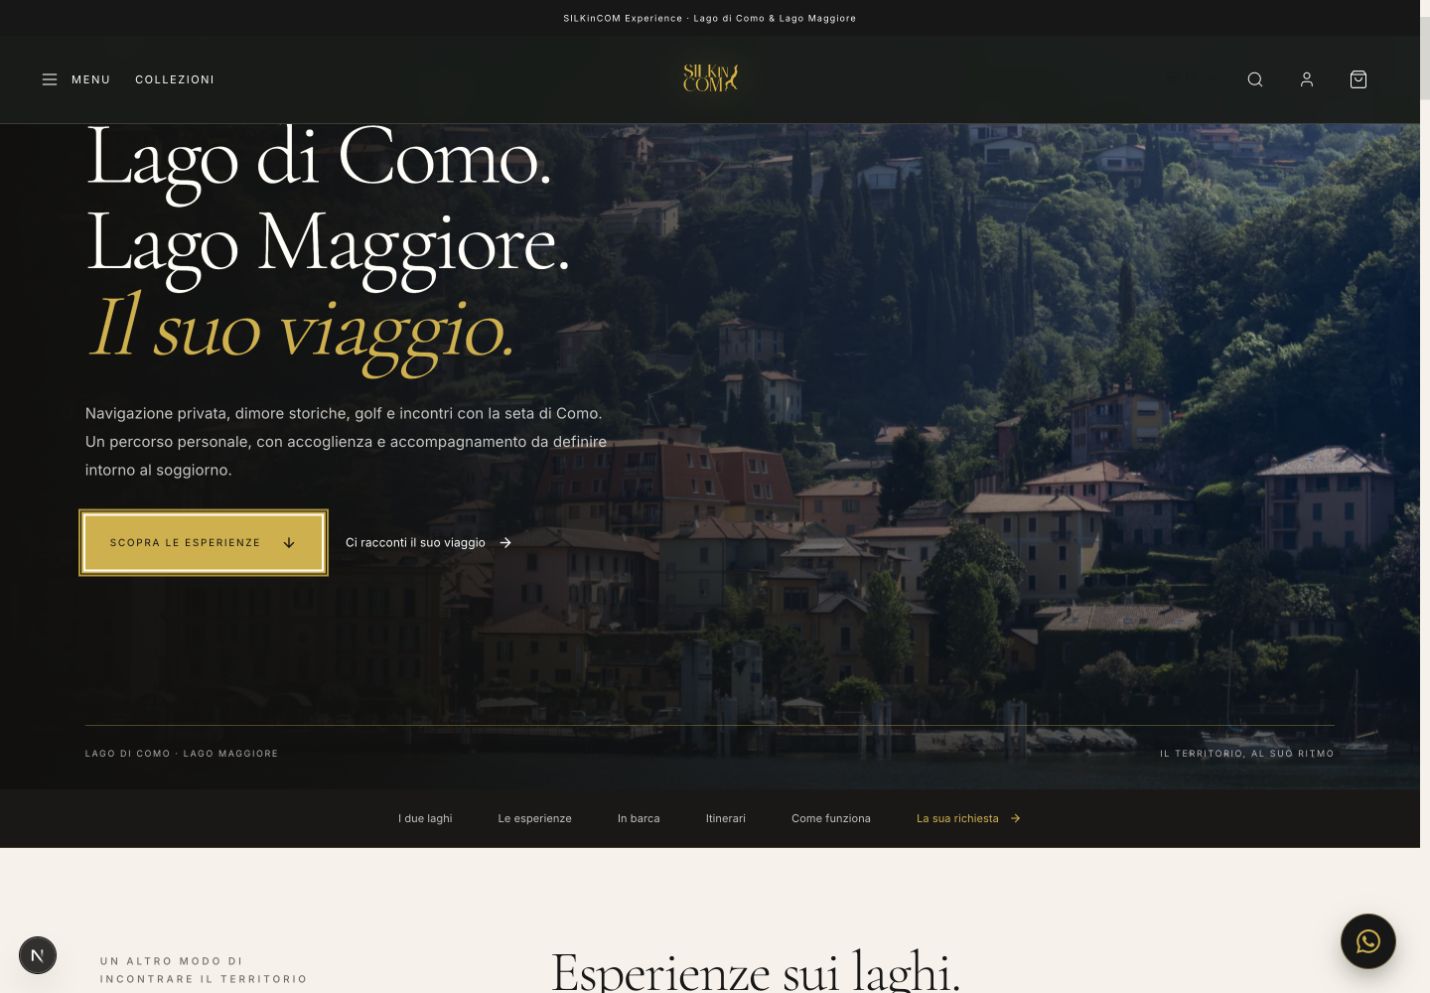 SILKinCOM Experience · Lago di Como & Lago Maggiore
MENU
COLLEZIONI
SILKIN
COM
Lago di Como.
Lago Maggiore.
Il suo viaggio.
Navigazione privata, dimore storiche, golf e incontri con la seta di Como.
Un percorso personale, con accoglienza e accompagnamento da definire
intorno al soggiorno.
SCOPRA LE ESPERIENZE
Ci racconti il suo viaggio
LAGO DI COMO · LAGO MAGGIORE
IL TERRITORIO, AL SUO RITMO
I due laghi
Le esperienze
In barca
Itinerari
Come funziona
La sua richiesta
UN ALTRO MODO DI
INCONTRARE IL TERRITORIO
Esperienze sui laghi.
N